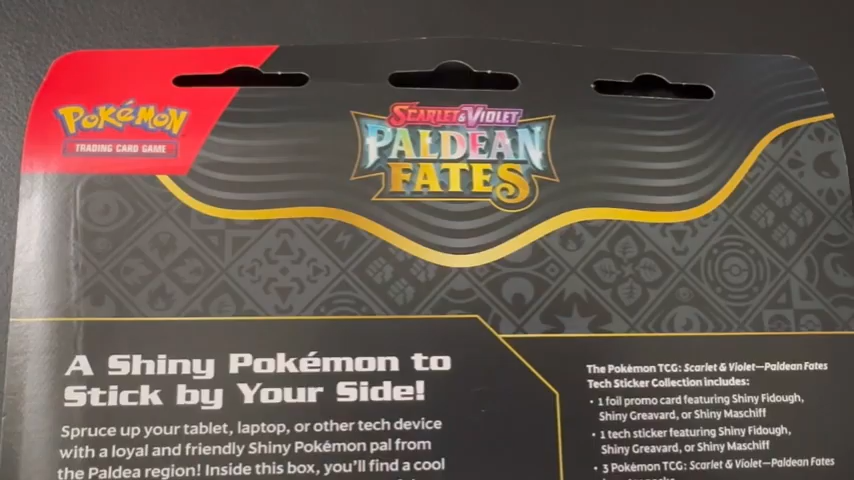 POKéMON
TRADING CARD GAME
SCARLET & VIOLET
PALDEAN
FATES
A Shiny Pokémon to
Stick by Your Side!
Spruce up your tablet, laptop, or other tech device
with a loyal and friendly Shiny Pokémon pal from
the Paldea region! Inside this box, you'll find a cool
The Pokémon TCG: Scarlet & Violet—Paldean Fates
Tech Sticker Collection includes:
• 1 foil promo card featuring Shiny Fidough,
Shiny Greavard, or Shiny Maschiff
• 1 tech sticker featuring Shiny Fidough,
Shiny Greavard, or Shiny Maschiff
• 3 Pokémon TCG: Scarlet & Violet—Paldean Fates